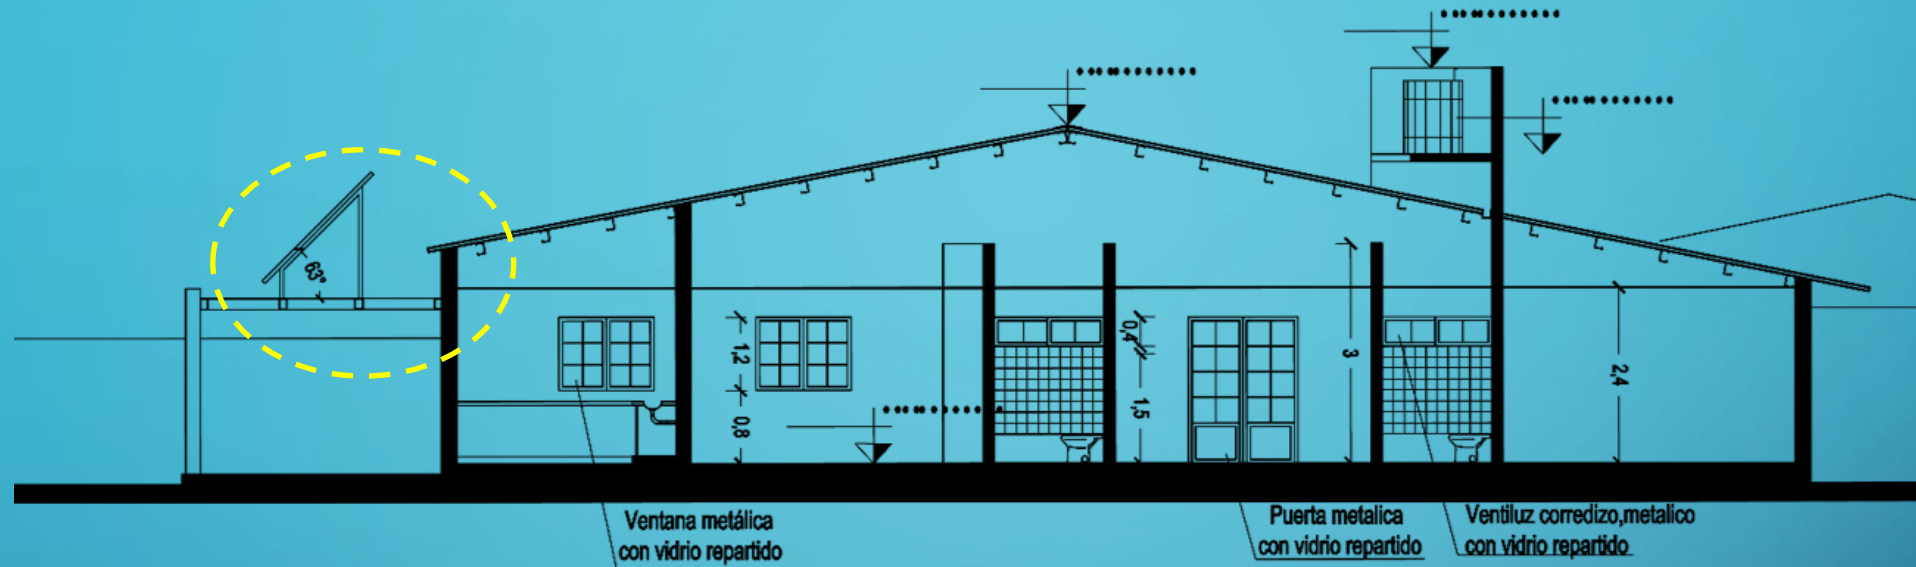 63°
1,2
0,8
0,4
1,5
3
2,4
Ventana metálica
con vidrio repartido
Puerta metalica
con vidrio repartido
Ventiluz corredizo,metalico
con vidrio repartido